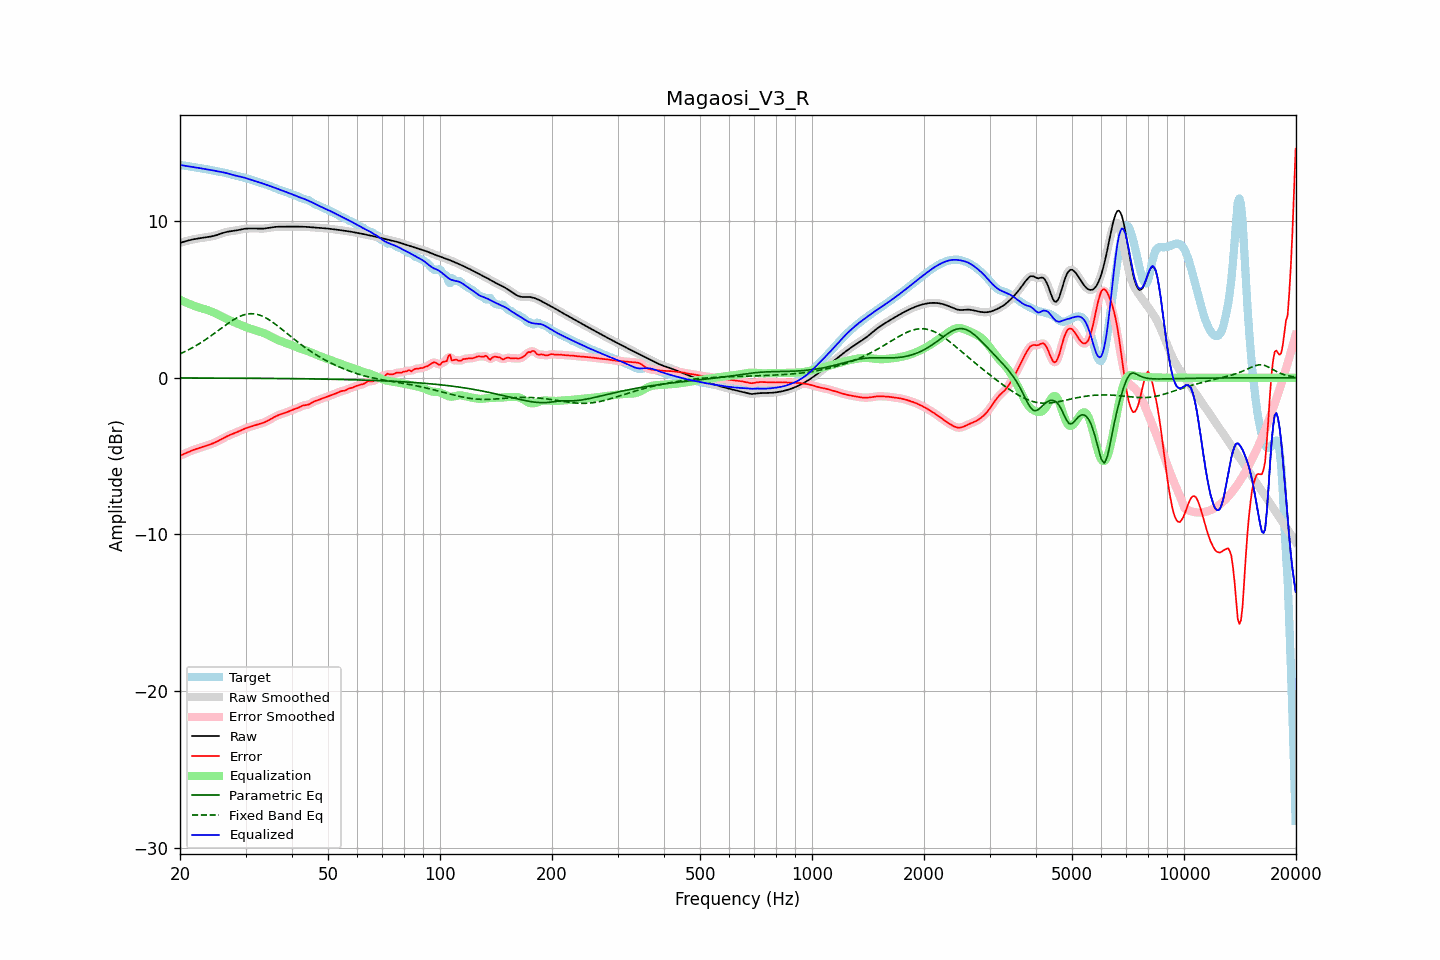 Magaosi_V3_R
Amplitude (dBr)
10
0
−10
−20
−30
Target
Raw Smoothed
Error Smoothed
Raw
Error
Equalization
Parametric Eq
Fixed Band Eq
Equalized
20 50 100 200 500 1000 2000 5000 10000 20000
Frequency (Hz)